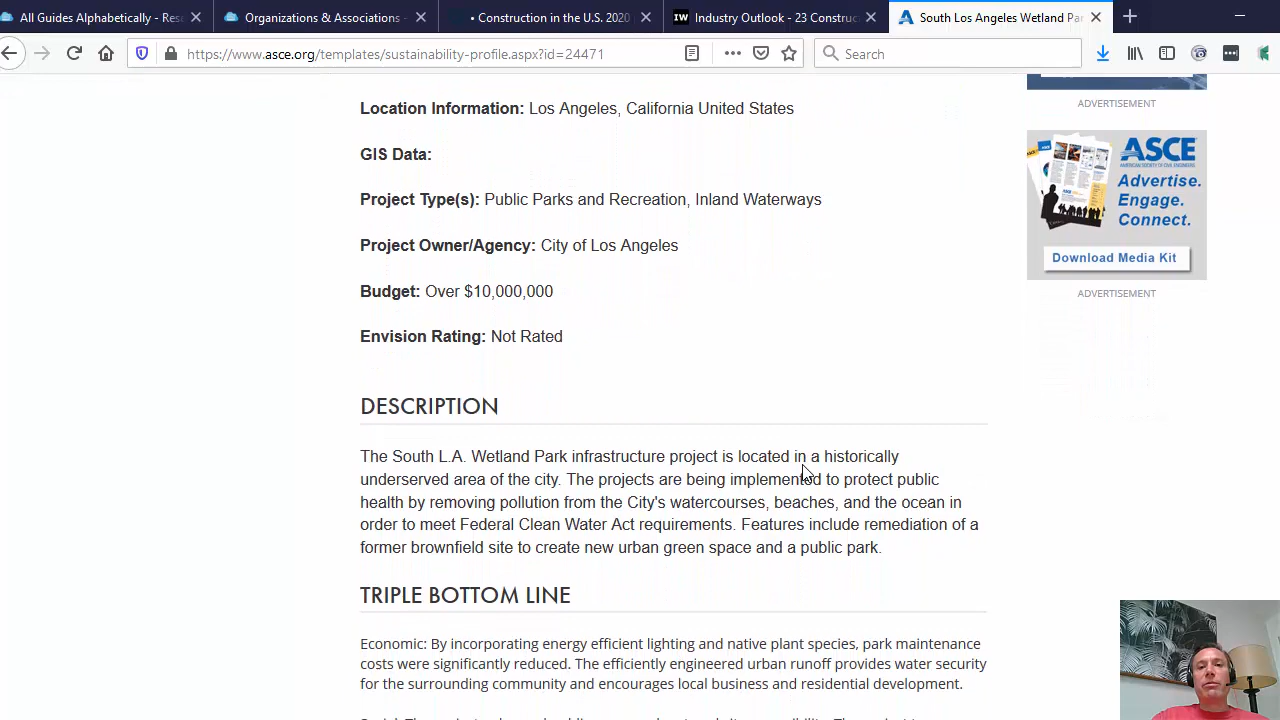 All Guides Alphabetically - Res
Organizations & Associations -
• Construction in the U.S. 2020
IW Industry Outlook - 23 Construc
South Los Angeles Wetland Par
https://www.asce.org/templates/sustainability-profile.aspx?id=24471
Search
Location Information: Los Angeles, California United States
GIS Data:
Project Type(s): Public Parks and Recreation, Inland Waterways
Project Owner/Agency: City of Los Angeles
Budget: Over $10,000,000
Envision Rating: Not Rated
DESCRIPTION
The South L.A. Wetland Park infrastructure project is located in a historically
underserved area of the city. The projects are being implemented to protect public
health by removing pollution from the City's watercourses, beaches, and the ocean in
order to meet Federal Clean Water Act requirements. Features include remediation of a
former brownfield site to create new urban green space and a public park.
TRIPLE BOTTOM LINE
Economic: By incorporating energy efficient lighting and native plant species, park maintenance
costs were significantly reduced. The efficiently engineered urban runoff provides water security
for the surrounding community and encourages local business and residential development.
ADVERTISEMENT
ASCE
AMERICAN SOCIETY OF CIVIL ENGINEERS
Advertise.
Engage.
Connect.
Download Media Kit
ADVERTISEMENT